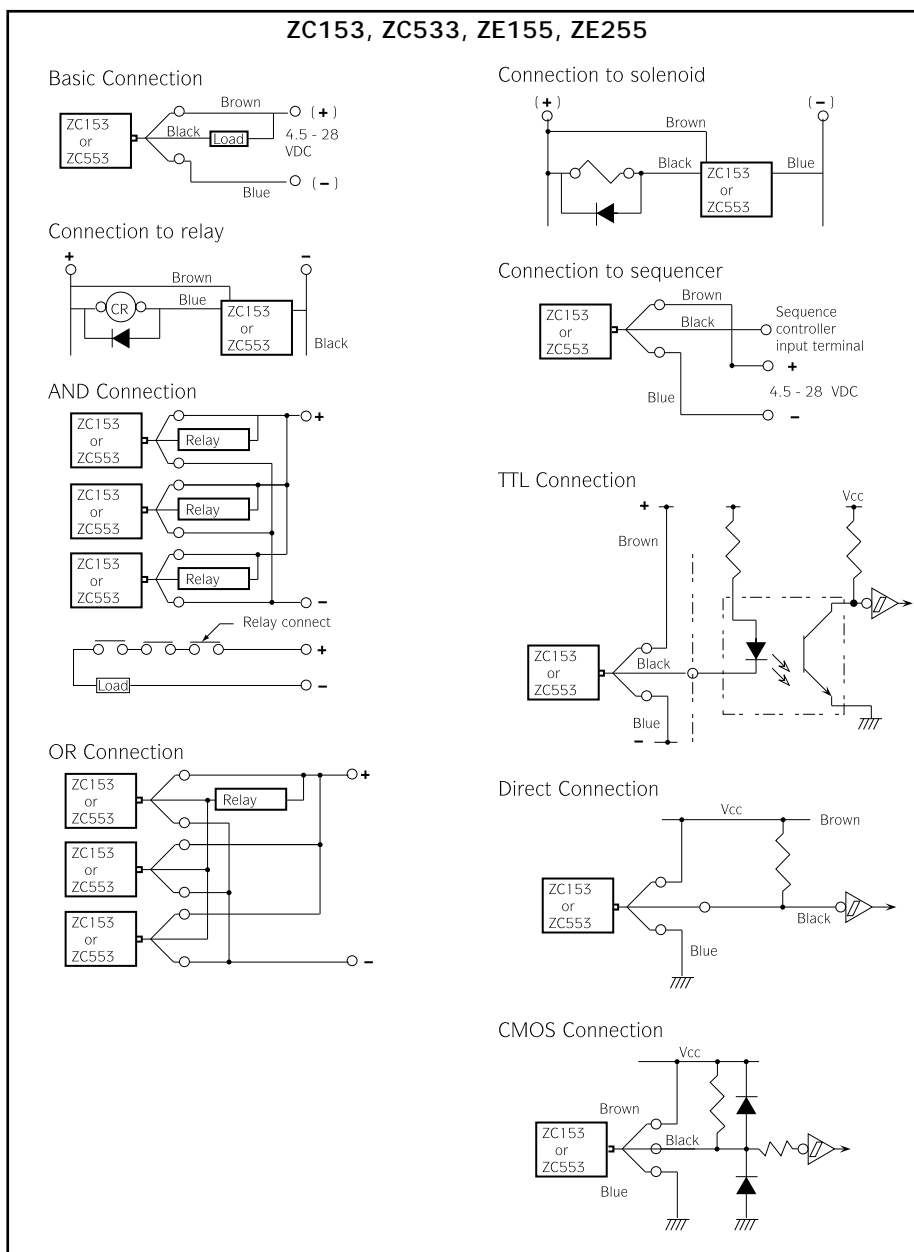 ZC153, ZC533, ZE155, ZE255
Basic Connection
Brown
(+)
ZC153
or
ZC553
Black
Load
4.5 - 28
VDC
Blue
(-)
Connection to relay
+
-
Brown
CR
Blue
ZC153
or
ZC553
Black
AND Connection
ZC153
or
ZC553
Relay
+
ZC153
or
ZC553
Relay
ZC153
or
ZC553
Relay
-
Relay connect
+
Load
-
OR Connection
ZC153
or
ZC553
Relay
+
ZC153
or
ZC553
ZC153
or
ZC553
-
Connection to solenoid
(+)
(-)
Brown
Black
ZC153
or
ZC553
Blue
Connection to sequencer
Brown
ZC153
or
ZC553
Black
Sequence
controller
input terminal
+
Blue
4.5 - 28 VDC
-
TTL Connection
+
Vcc
Brown
ZC153
or
ZC553
Black
Blue
-
Direct Connection
Vcc
Brown
ZC153
or
ZC553
Black
Blue
CMOS Connection
Vcc
Brown
ZC153
or
ZC553
Black
Blue